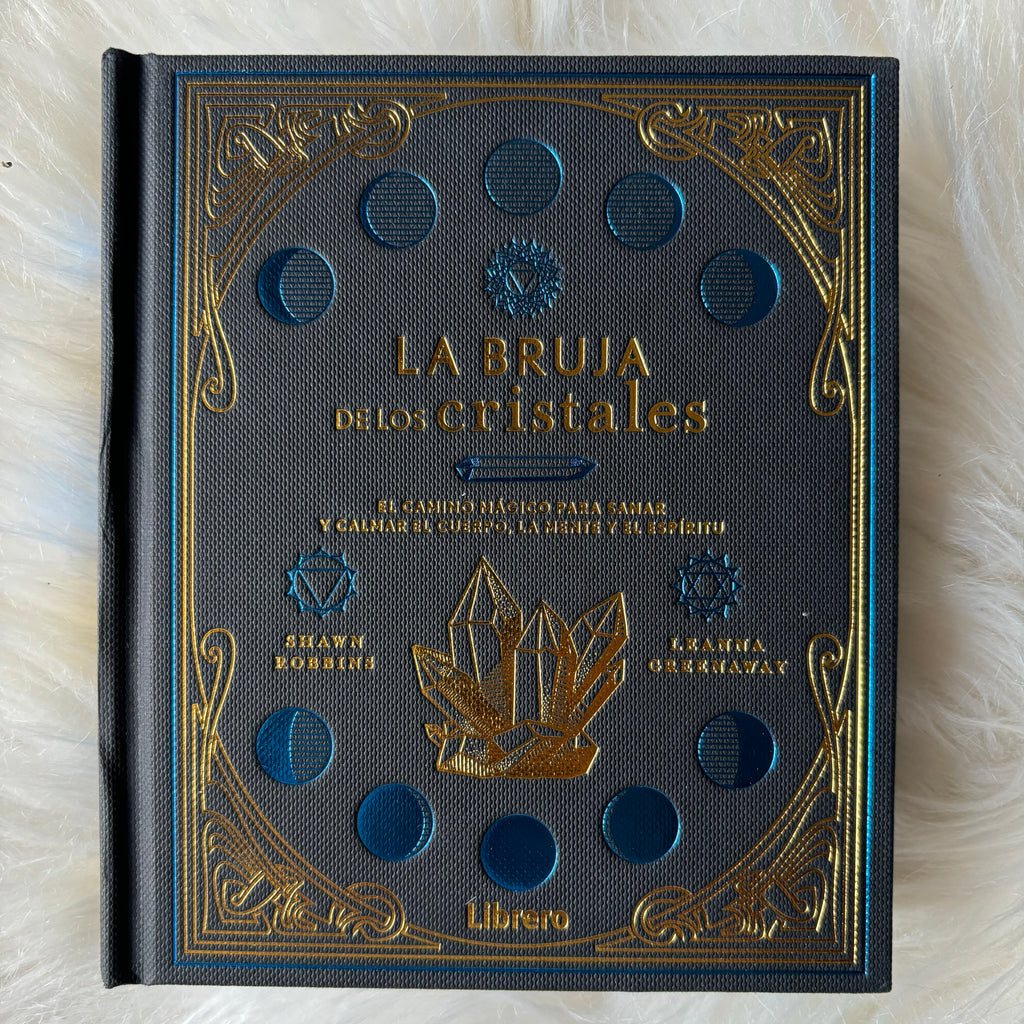 LA BRUJA
DE LOS cristales
EL CAMINO MÁGICO PARA SANAR
Y CALMAR EL CUERPO, LA MENTE Y EL ESPÍRITU
SHAWN
ROBBINS
LEANNA
GREENAWAY
Librero